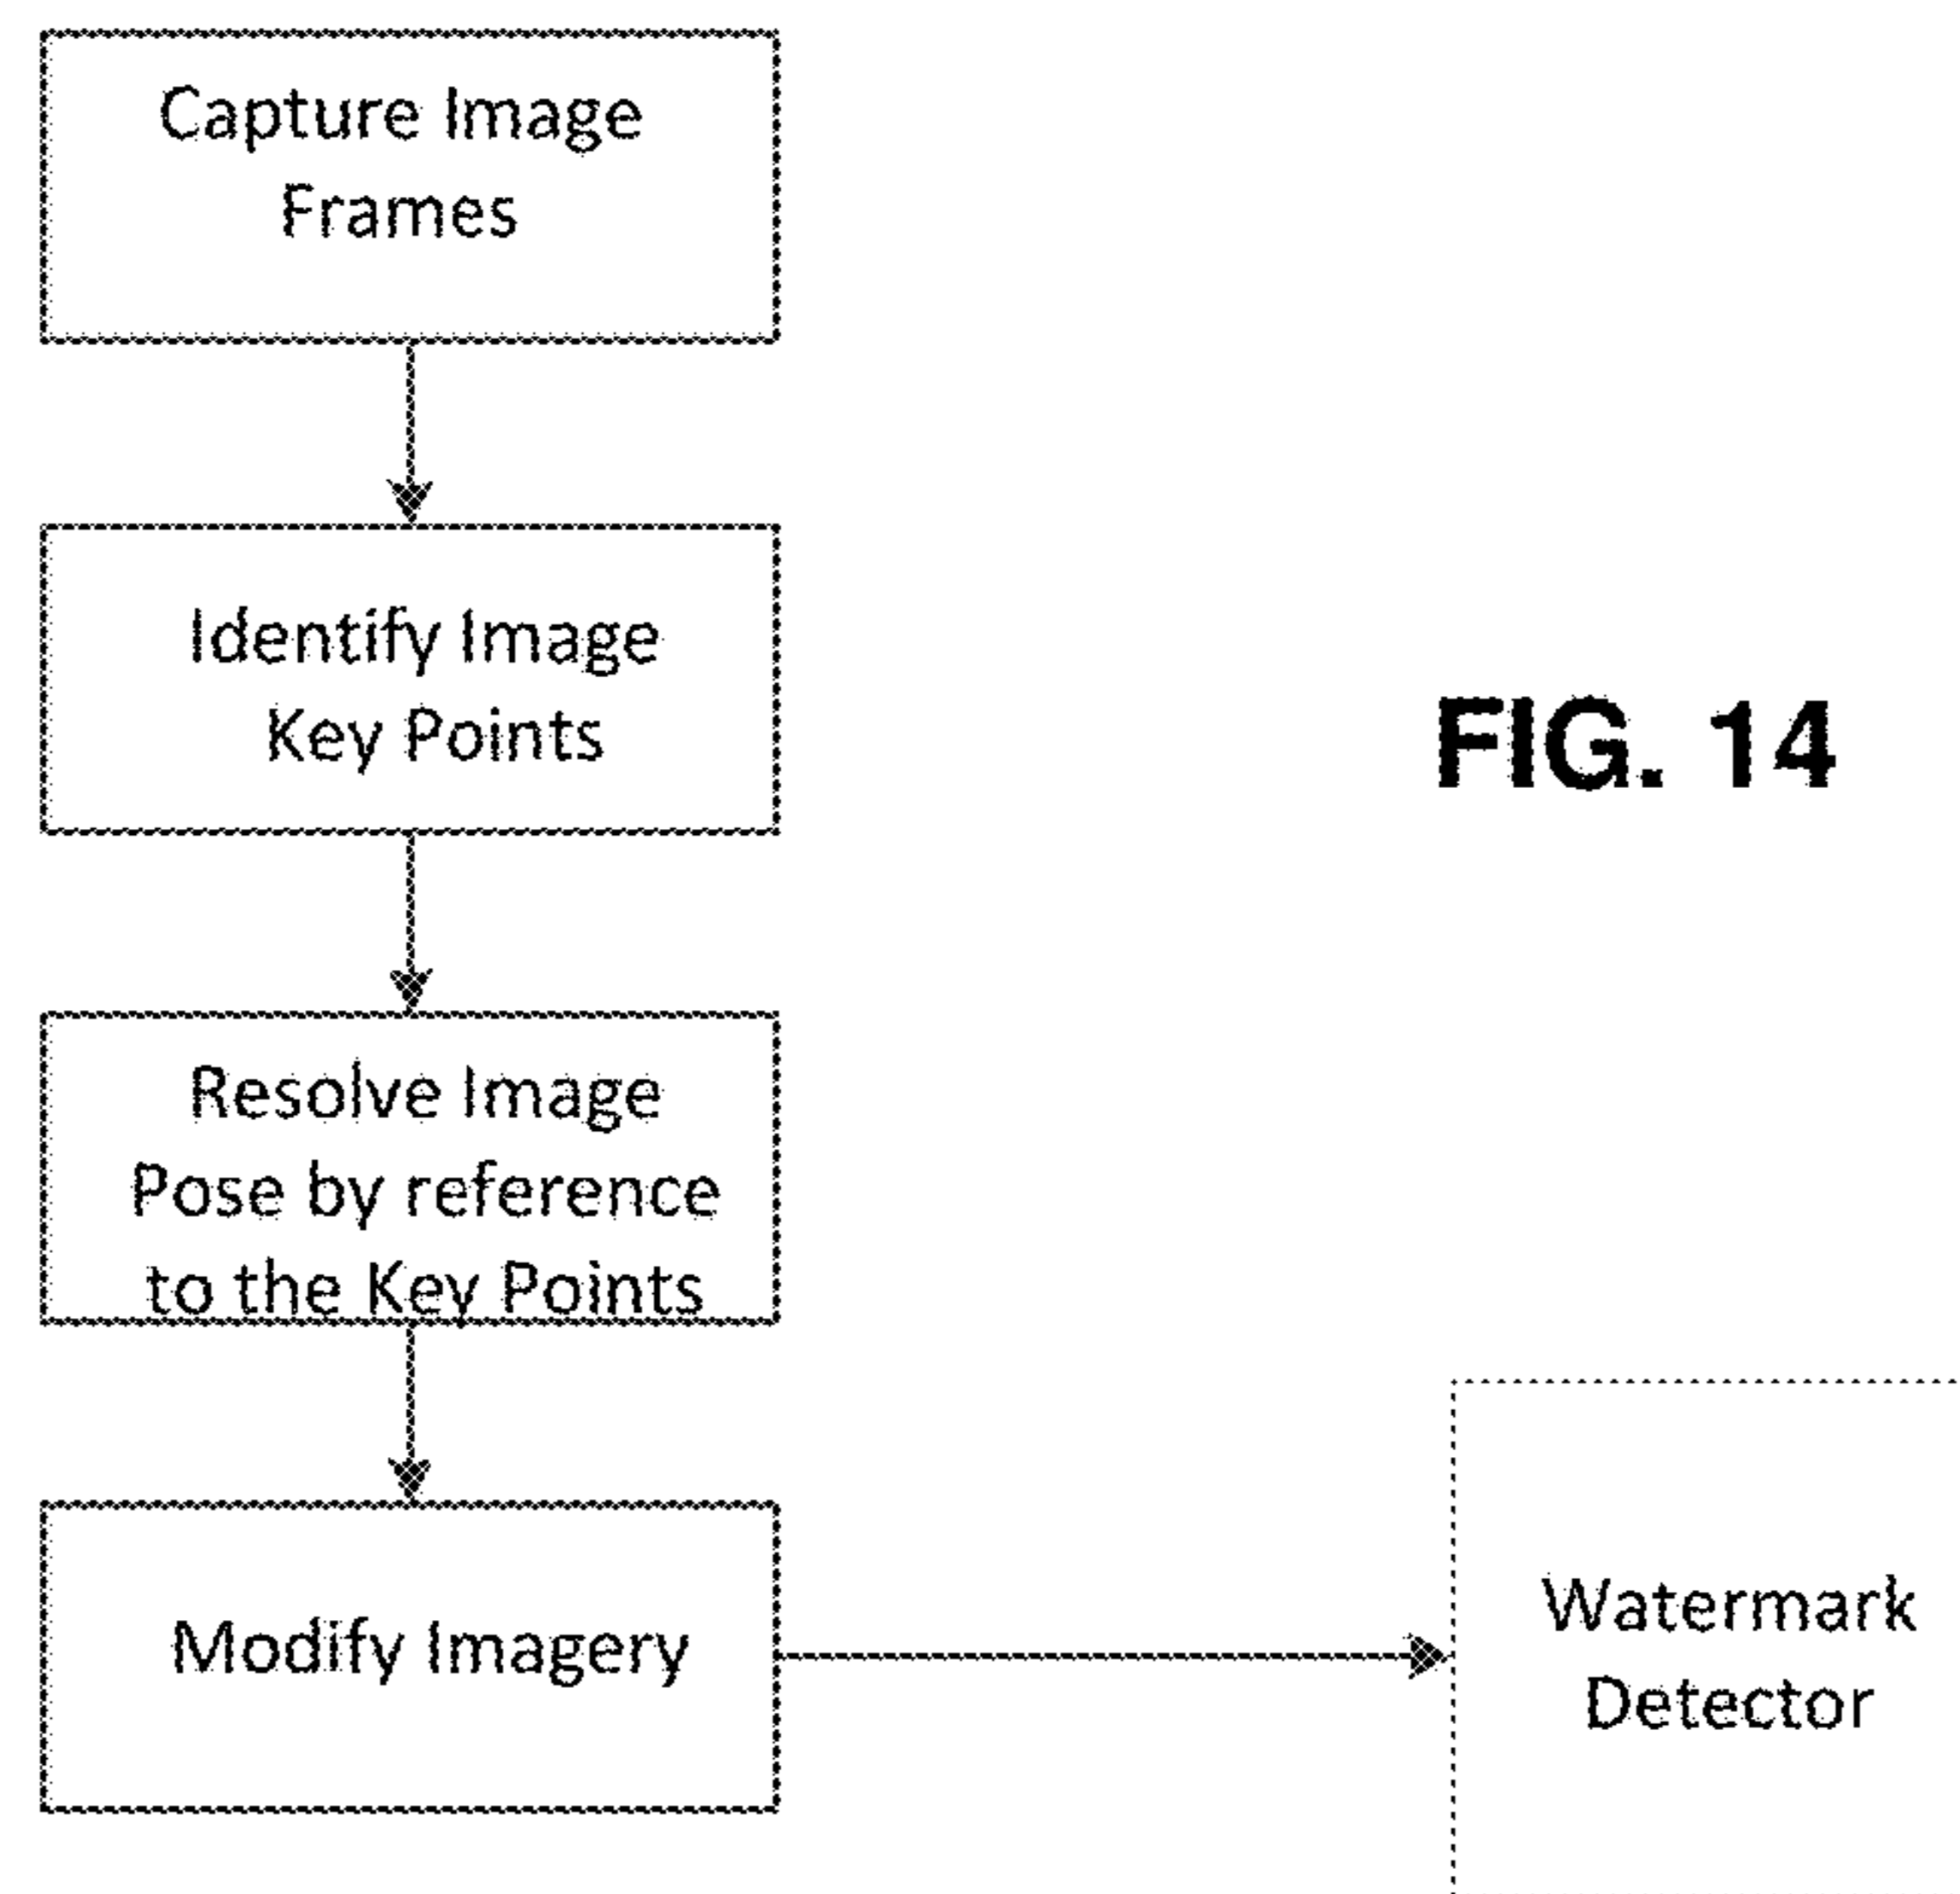 Capture Image
Frames
Identify Image
Key Points
FIG. 14
Resolve Image
Pose by reference
to the Key Points
Modify Imagery
Watermark
Detector